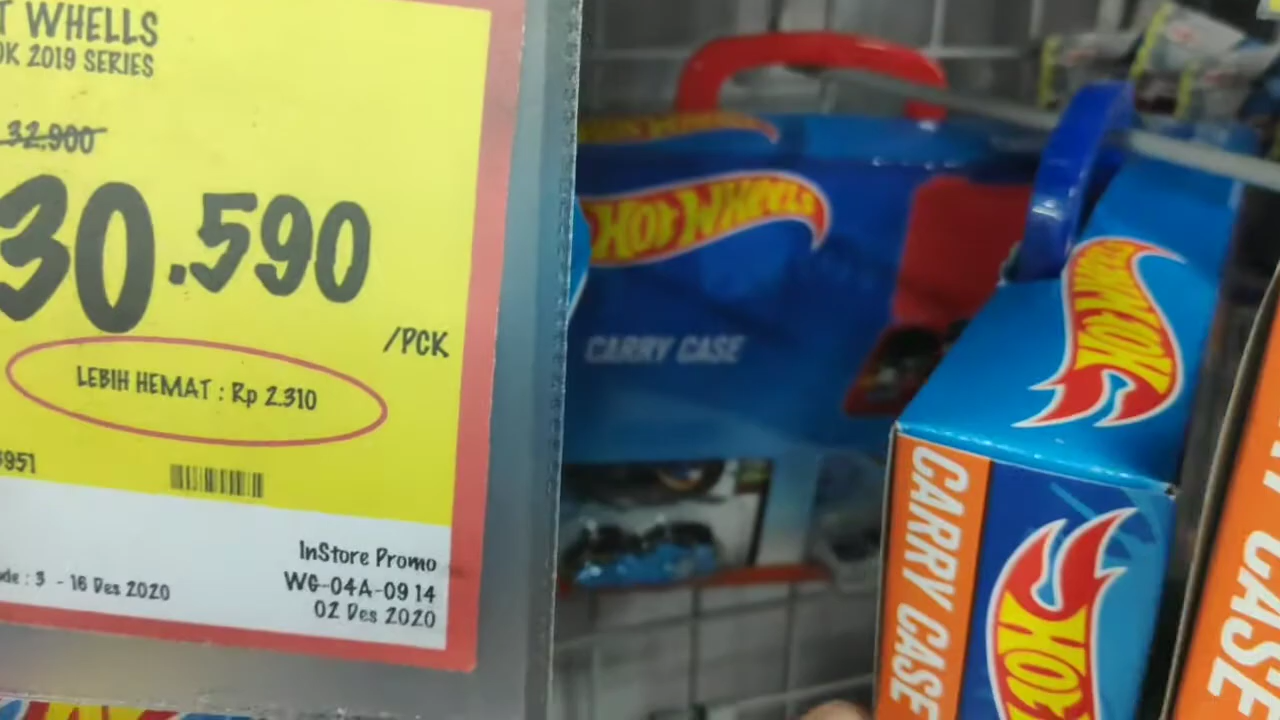 T WHELLS
OK 2019 SERIES
32.900
30.590
/PCK
LEBIH HEMAT : Rp 2.310
951
InStore Promo
WG-04A-09 14
02 Des 2020
de : 3 - 16 Des 2020
HOT WHEELS
CARRY CASE
HOT WHEELS
CARRY CASE
HOT
CASE